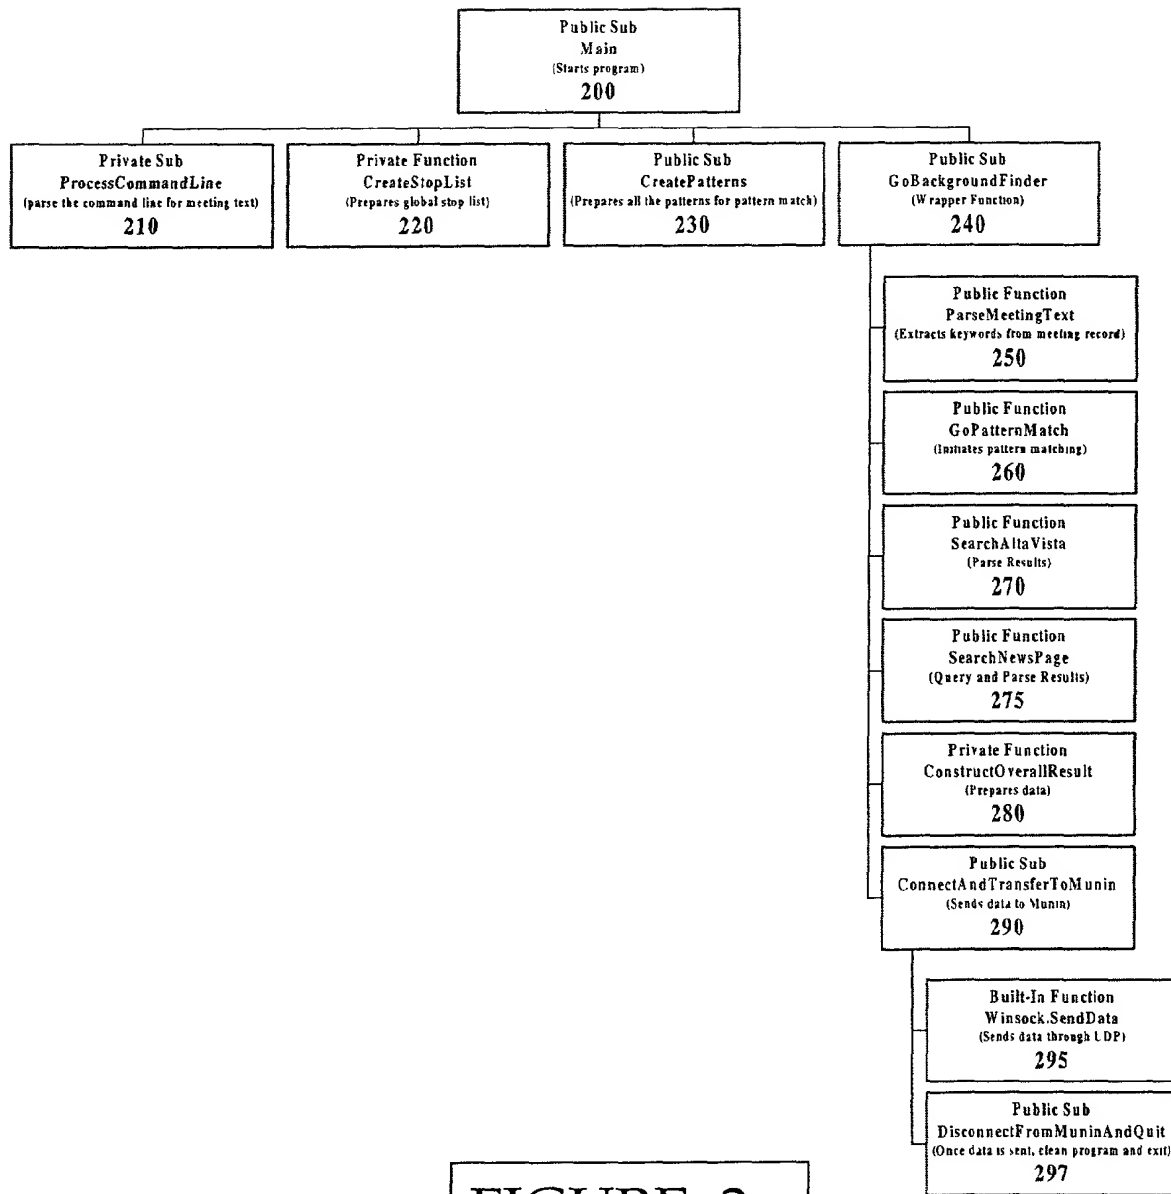 Public Sub
Main
(Starts program)
200
Private Sub
ProcessCommandLine
(parse the command line for meeting text)
210
Private Function
CreateStopList
(Prepares global stop list)
220
Public Sub
CreatePatterns
(Prepares all the patterns for pattern match)
230
Public Sub
GoBackgroundFinder
(Wrapper Function)
240
Public Function
ParseMeetingText
(Extracts keywords from meeting record)
250
Public Function
GoPatternMatch
(Initiates pattern matching)
260
Public Function
SearchAltaVista
(Parse Results)
270
Public Function
SearchNewsPage
(Query and Parse Results)
275
Private Function
ConstructOverallResult
(Prepares data)
280
Public Sub
ConnectAndTransferToMunin
(Sends data to Munin)
290
Built-In Function
Winsock.SendData
(Sends data through UDP)
295
Public Sub
DisconnectFromMuninAndQuit
(Once data is sent, clean program and exit)
297
FIGURE 2